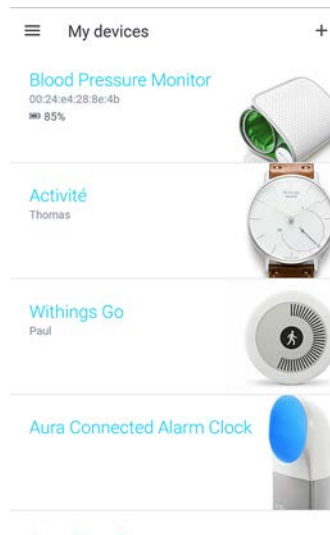 My devices
Blood Pressure Monitor
00:24:e4:28:8e:4b
85%
Activité
Thomas
Withings Go
Paul
Aura Connected Alarm Clock